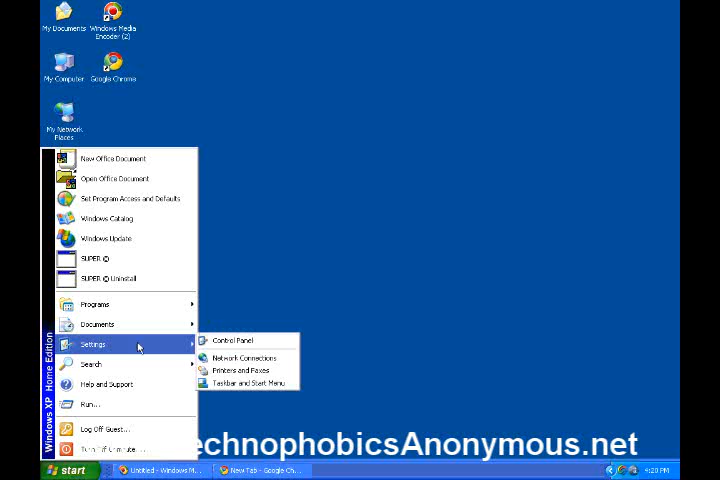 My Documents
Windows Media
Encoder (2)
My Computer
Google Chrome
My Network
Places
New Office Document
Open Office Document
Set Program Access and Defaults
Windows Catalog
Windows Update
SUPER ©
SUPER © Uninstall
Programs
Documents
Settings
Search
Help and Support
Run...
Log Off Guest...
Windows XP Home Edition
Control Panel
Network Connections
Printers and Faxes
Taskbar and Start Menu
echnophobicsAnonymous.net
start
Untitled - Windows M...
New Tab - Google Ch...
4:20 PM